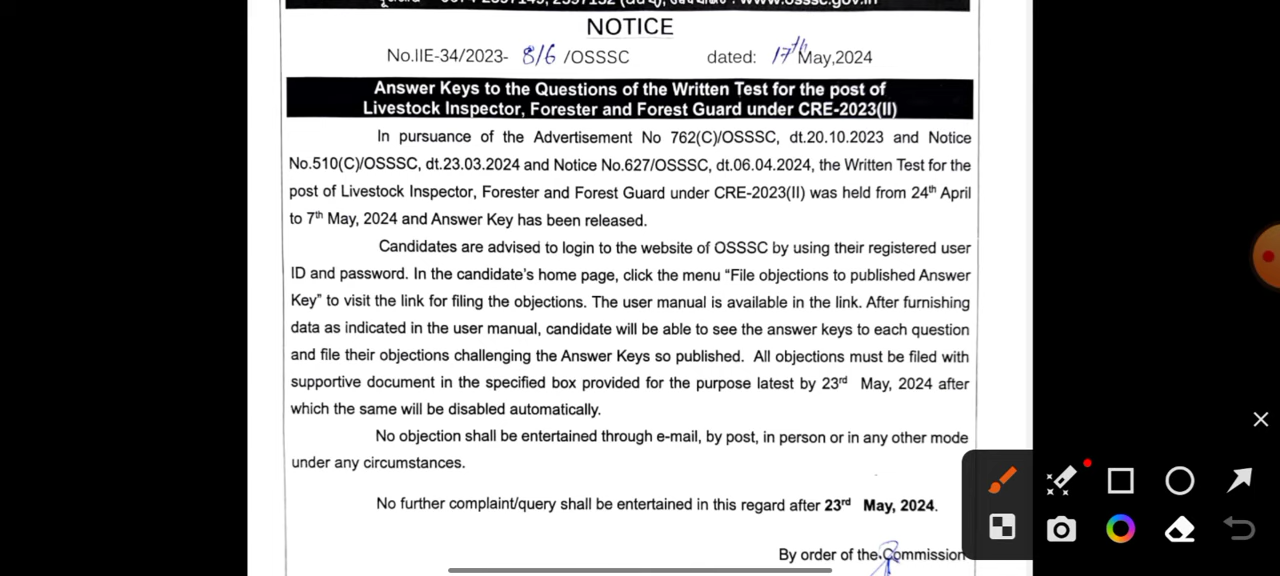 www.osssc.gov.in
NOTICE
No.IIE-34/2023- 8/6 /OSSSC dated: 17th May,2024
Answer Keys to the Questions of the Written Test for the post of
Livestock Inspector, Forester and Forest Guard under CRE-2023(II)
In pursuance of the Advertisement No 762(C)/OSSSC, dt.20.10.2023 and Notice
No.510(C)/OSSSC, dt.23.03.2024 and Notice No.627/OSSSC, dt.06.04.2024, the Written Test for the
post of Livestock Inspector, Forester and Forest Guard under CRE-2023(II) was held from 24th April
to 7th May, 2024 and Answer Key has been released.
Candidates are advised to login to the website of OSSSC by using their registered user
ID and password. In the candidate's home page, click the menu “File objections to published Answer
Key” to visit the link for filing the objections. The user manual is available in the link. After furnishing
data as indicated in the user manual, candidate will be able to see the answer keys to each question
and file their objections challenging the Answer Keys so published. All objections must be filed with
supportive document in the specified box provided for the purpose latest by 23rd May, 2024 after
which the same will be disabled automatically.
No objection shall be entertained through e-mail, by post, in person or in any other mode
under any circumstances.
No further complaint/query shall be entertained in this regard after 23rd May, 2024.
By order of the Commission